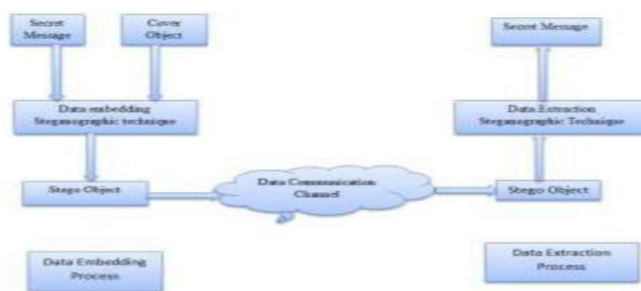 Secret
Message
Cover
Object
Secret Message
Data embedding
Steganographic technique
Data Extraction
Steganographic Technique
Stego Object
Data Communication
Channel
Stego Object
Data Embedding
Process
Data Extraction
Process